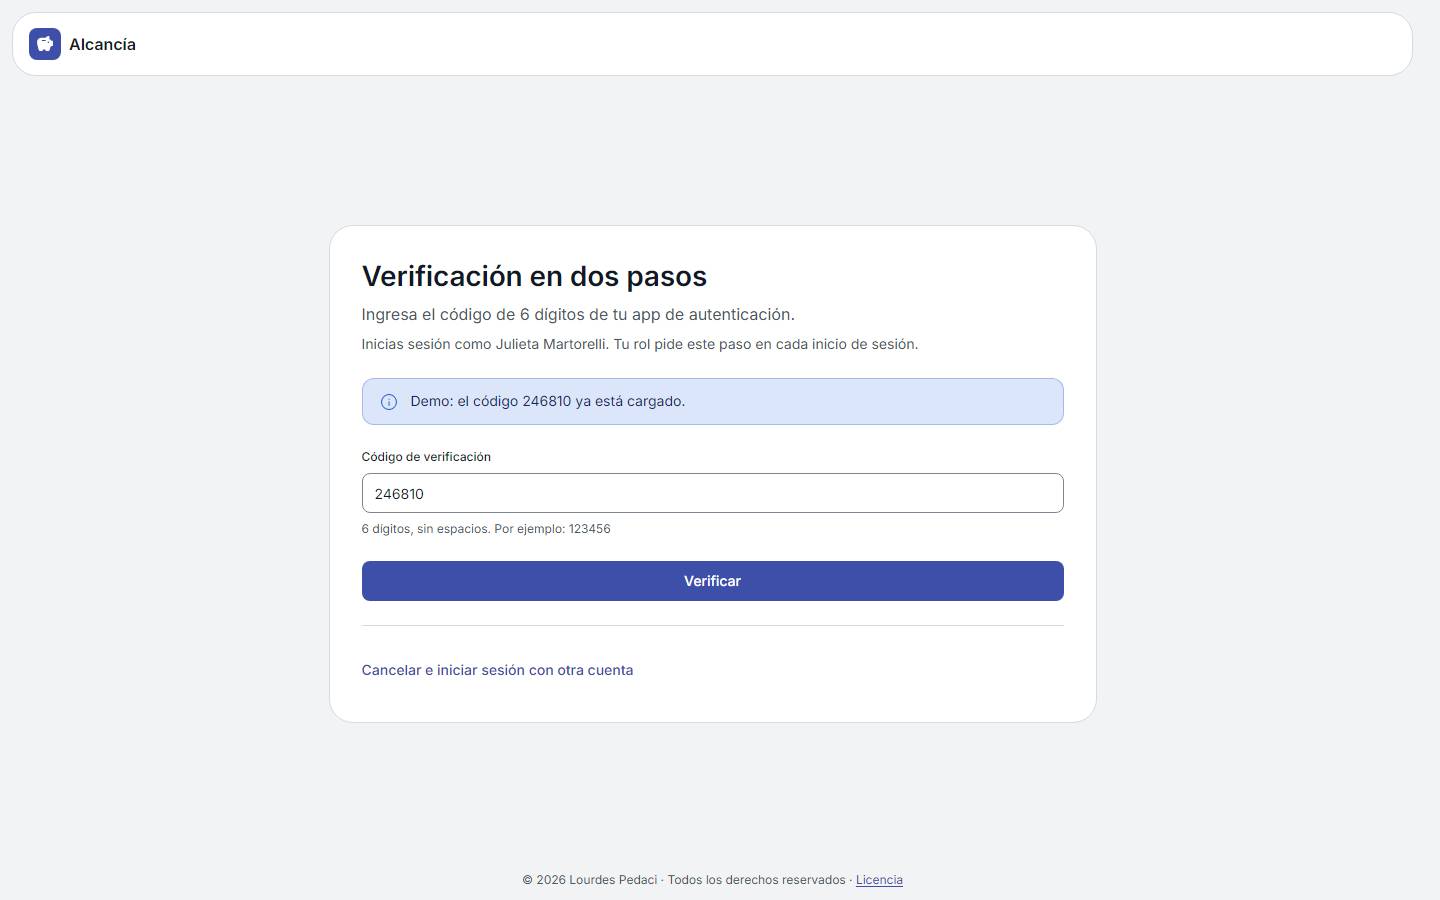 Alcancía
Verificación en dos pasos
Ingresa el código de 6 dígitos de tu app de autenticación.
Inicias sesión como Julieta Martorelli. Tu rol pide este paso en cada inicio de sesión.
Demo: el código 246810 ya está cargado.
Código de verificación
246810
6 dígitos, sin espacios. Por ejemplo: 123456
Verificar
Cancelar e iniciar sesión con otra cuenta
© 2026 Lourdes Pedaci · Todos los derechos reservados · Licencia